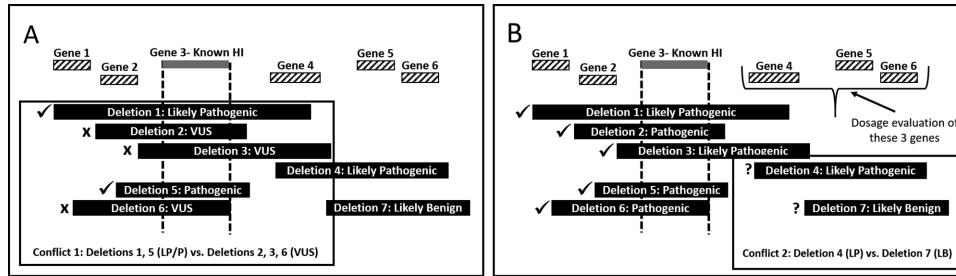 A
Gene 1
Gene 2
Gene 3- Known HI
Gene 4
Gene 5
Gene 6
✓ Deletion 1: Likely Pathogenic
x Deletion 2: VUS
x Deletion 3: VUS
Deletion 4: Likely Pathogenic
✓ Deletion 5: Pathogenic
x Deletion 6: VUS
Deletion 7: Likely Benign
Conflict 1: Deletions 1, 5 (LP/P) vs. Deletions 2, 3, 6 (VUS)
B
Gene 1
Gene 2
Gene 3- Known HI
Gene 4
Gene 5
Gene 6
Dosage evaluation of
these 3 genes
✓ Deletion 1: Likely Pathogenic
✓ Deletion 2: Pathogenic
✓ Deletion 3: Likely Pathogenic
? Deletion 4: Likely Pathogenic
✓ Deletion 5: Pathogenic
✓ Deletion 6: Pathogenic
? Deletion 7: Likely Benign
Conflict 2: Deletion 4 (LP) vs. Deletion 7 (LB)